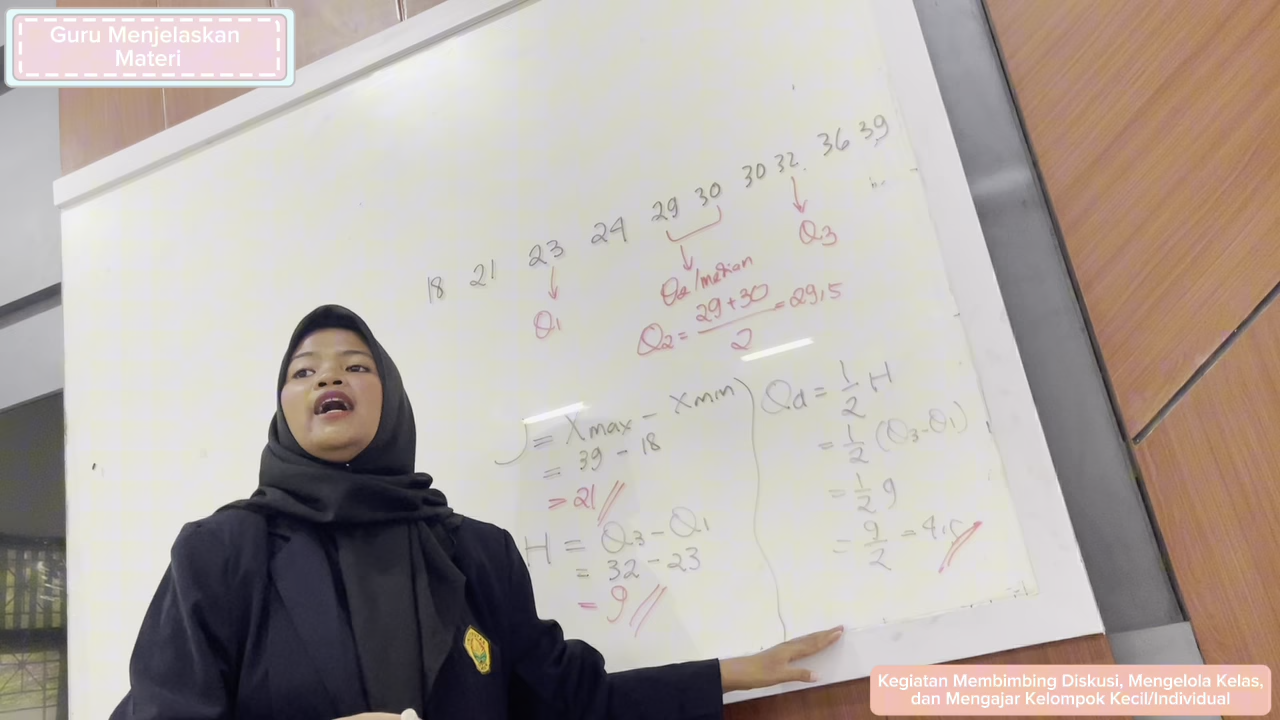 Guru Menjelaskan
Materi
18 21 23 24 29 30 30 32 36 39
Q1
Q2/median
Q3
Q2 = 29+30 / 2 = 29,5
J = Xmax - Xmin
= 39 - 18
= 21 //
H = Q3 - Q1
= 32 - 23
= 9 //
Qd = 1/2 H
= 1/2 (Q3-Q1)
= 1/2 9
= 9/2 = 4,5 //
Kegiatan Membimbing Diskusi, Mengelola Kelas,
dan Mengajar Kelompok Kecil/Individual